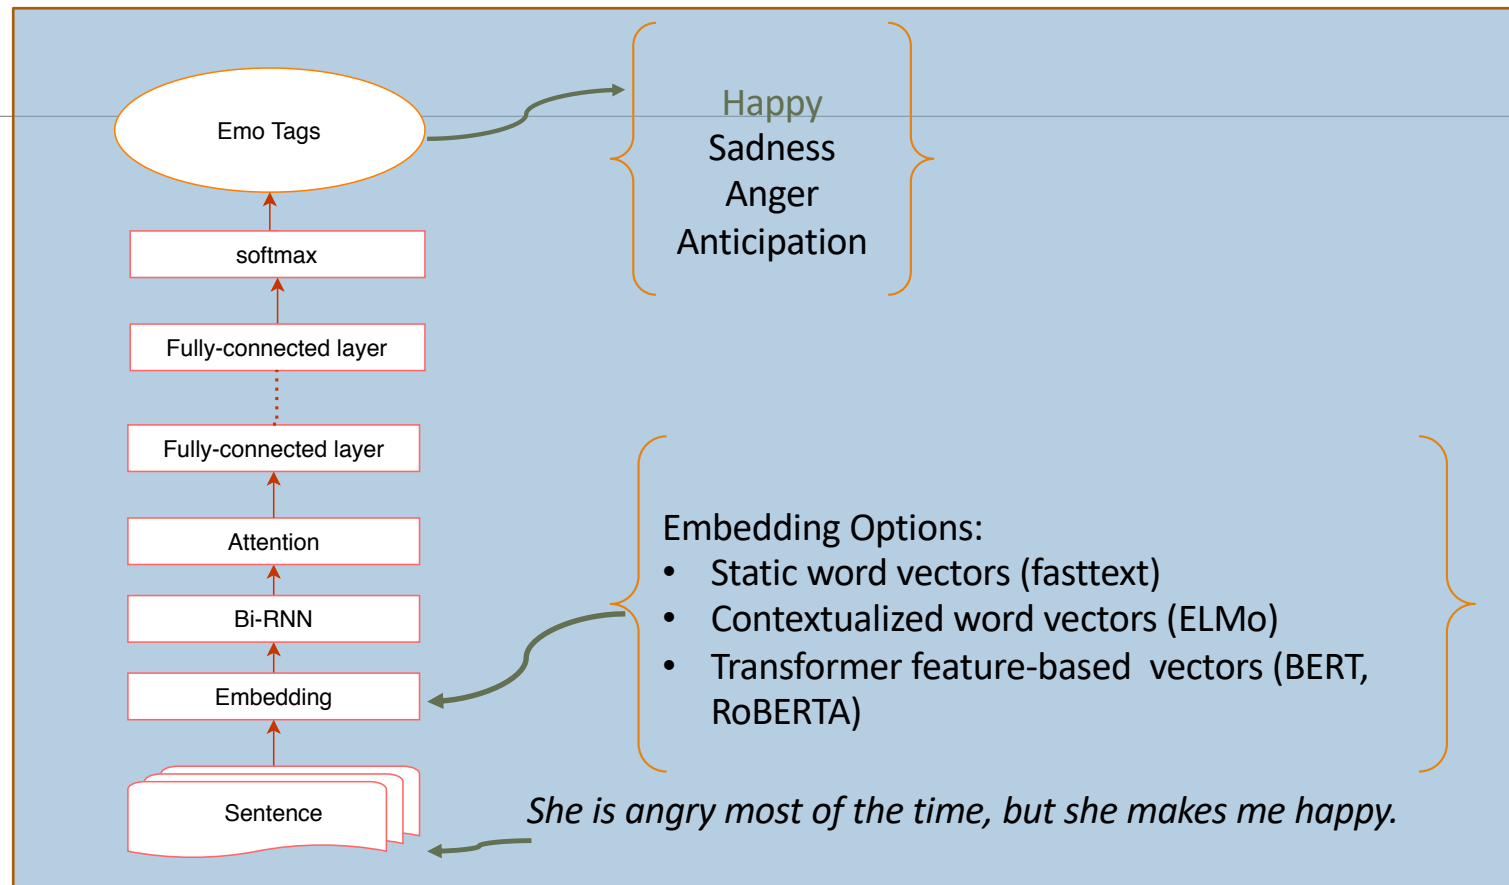 Emo Tags
softmax
Fully-connected layer
Fully-connected layer
Attention
Bi-RNN
Embedding
Sentence
Happy
Sadness
Anger
Anticipation
Embedding Options:
• Static word vectors (fasttext)
• Contextualized word vectors (ELMo)
• Transformer feature-based vectors (BERT,
RoBERTA)
She is angry most of the time, but she makes me happy.